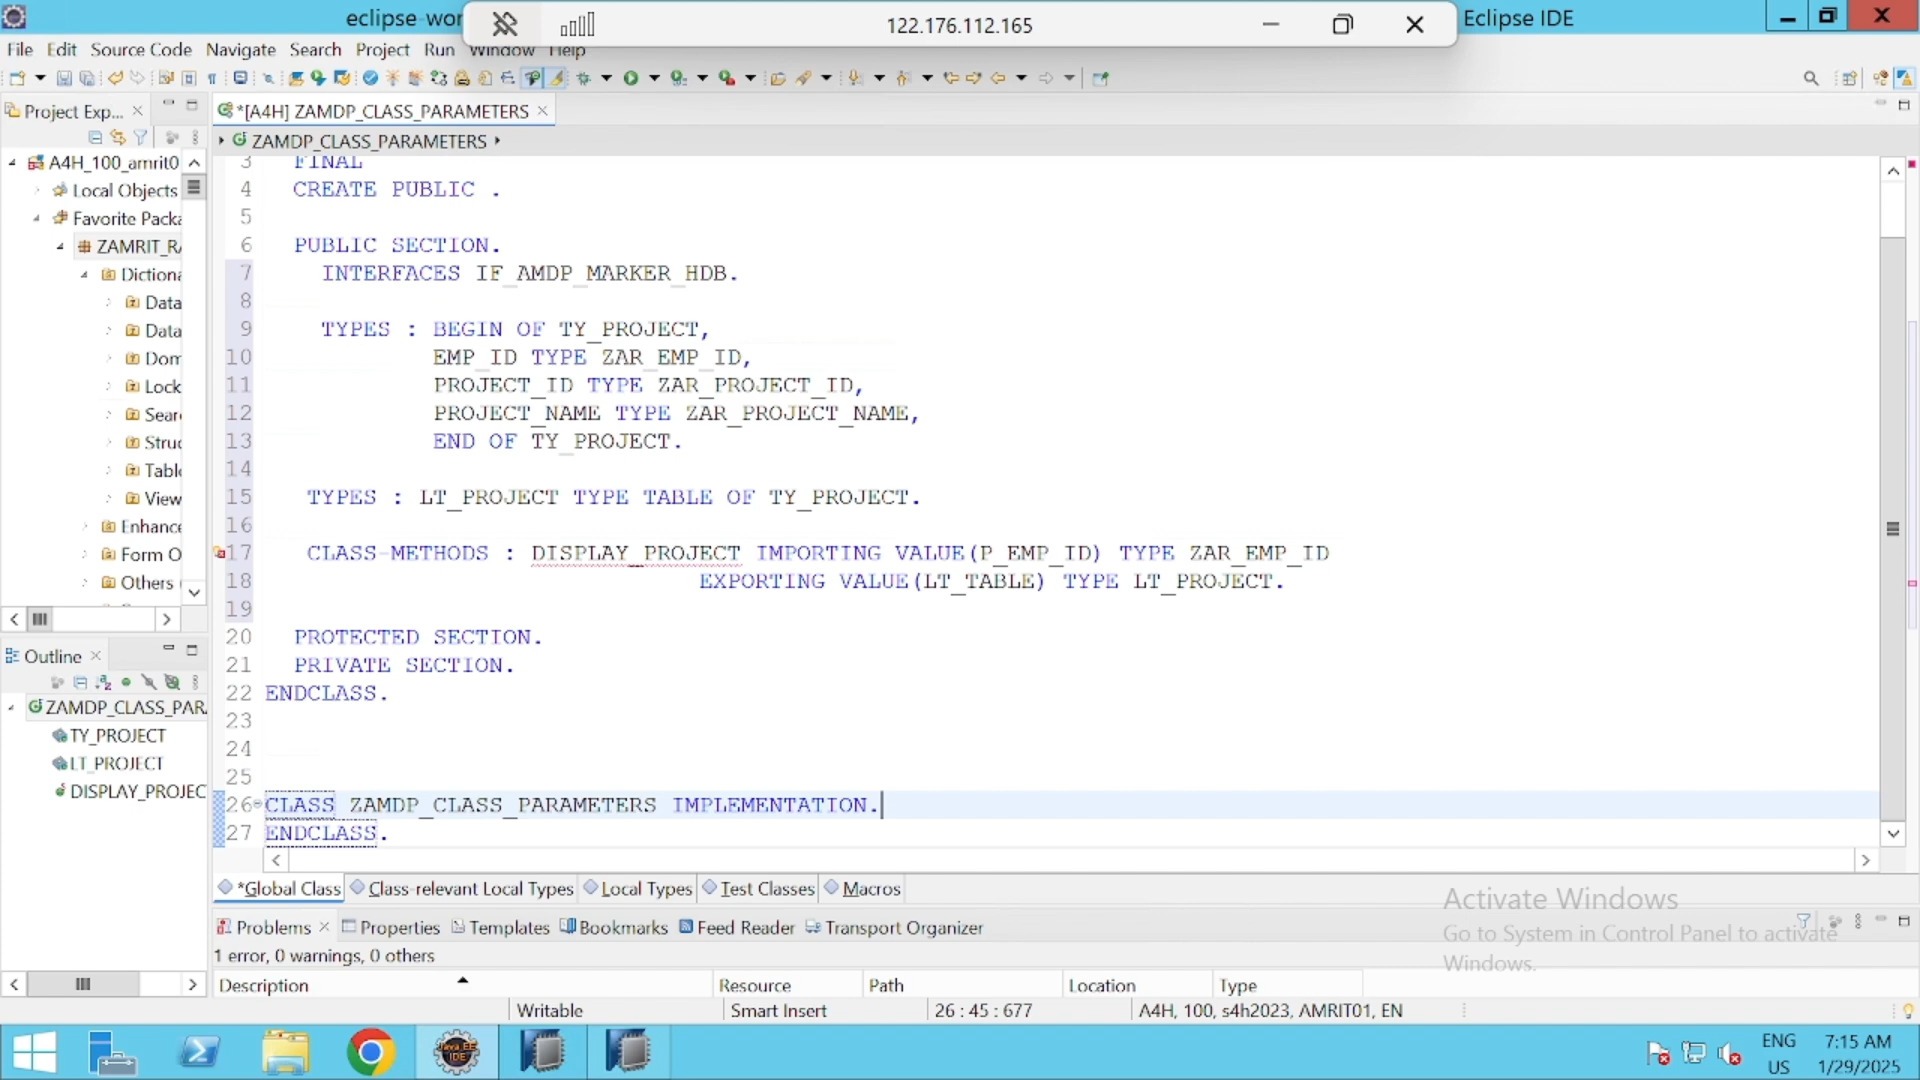 eclipse-wor
122.176.112.165
Eclipse IDE
File Edit Source Code Navigate Search Project Run Window Help
Project Exp...
*[A4H] ZAMDP_CLASS_PARAMETERS
ZAMDP_CLASS_PARAMETERS
A4H_100_amrit0
Local Objects
Favorite Packa
ZAMRIT_RA
Dictiona
Data
Data
Dom
Lock
Sear
Struc
Table
View
Enhance
Form O
Others
3 FINAL
4 CREATE PUBLIC .
5
6 PUBLIC SECTION.
7 INTERFACES IF_AMDP_MARKER_HDB.
8
9 TYPES : BEGIN OF TY_PROJECT,
10 EMP_ID TYPE ZAR_EMP_ID,
11 PROJECT_ID TYPE ZAR_PROJECT_ID,
12 PROJECT_NAME TYPE ZAR_PROJECT_NAME,
13 END OF TY_PROJECT.
14
15 TYPES : LT_PROJECT TYPE TABLE OF TY_PROJECT.
16
17 CLASS-METHODS : DISPLAY_PROJECT IMPORTING VALUE(P_EMP_ID) TYPE ZAR_EMP_ID
18 EXPORTING VALUE(LT_TABLE) TYPE LT_PROJECT.
19
20 PROTECTED SECTION.
21 PRIVATE SECTION.
22 ENDCLASS.
23
24
25
26 CLASS ZAMDP_CLASS_PARAMETERS IMPLEMENTATION.
27 ENDCLASS.
Outline
ZAMDP_CLASS_PAR
TY_PROJECT
LT_PROJECT
DISPLAY_PROJEC
*Global Class Class-relevant Local Types Local Types Test Classes Macros
Problems Properties Templates Bookmarks Feed Reader Transport Organizer
1 error, 0 warnings, 0 others
Description Resource Path Location Type
Activate Windows
Go to System in Control Panel to activate
Windows.
Writable Smart Insert 26 : 45 : 677 A4H, 100, s4h2023, AMRIT01, EN
Java EE
IDE
ENG
US
7:15 AM
1/29/2025